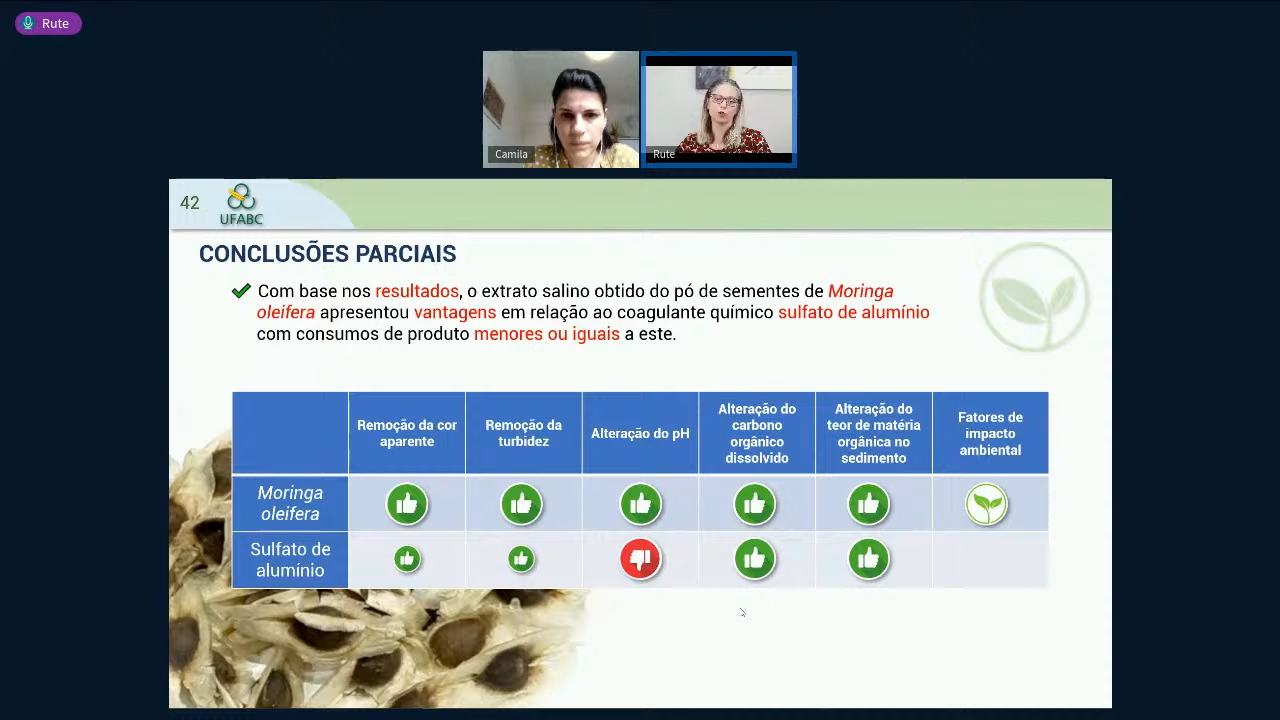 Rute
Camila
Rute
42
UFABC
CONCLUSÕES PARCIAIS
Com base nos resultados, o extrato salino obtido do pó de sementes de Moringa
oleifera apresentou vantagens em relação ao coagulante químico sulfato de alumínio
com consumos de produto menores ou iguais a este.
Remoção da cor
aparente
Remoção da
turbidez
Alteração do pH
Alteração do
carbono
orgânico
dissolvido
Alteração do
teor de matéria
orgânica no
sedimento
Fatores de
impacto
ambiental
Moringa
oleifera
Sulfato de
alumínio